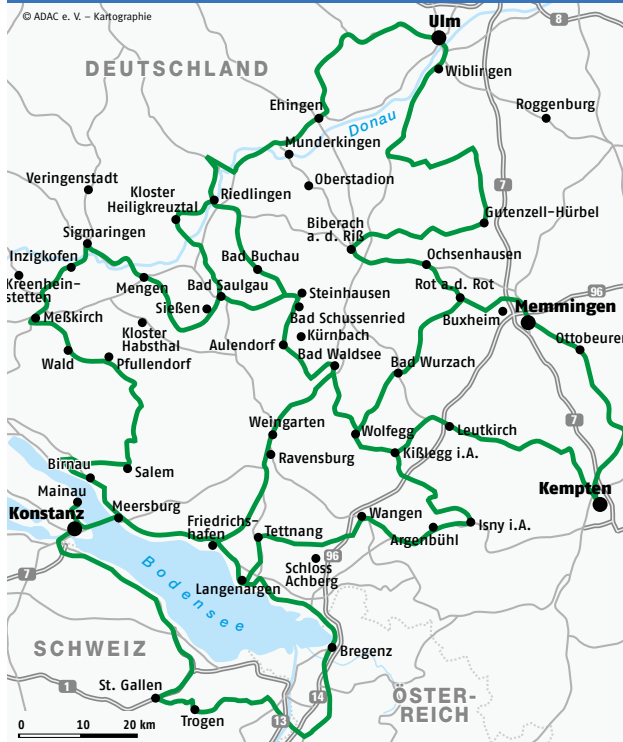 © ADAC e. V. – Kartographie
Ulm
8
Wiblingen
DEUTSCHLAND
Ehingen
Donau
Roggenburg
Munderkingen
Veringenstadt
Oberstadion
7
Kloster
Heiligkreuztal
Riedlingen
Gutenzell-Hürbel
Biberach
a. d. Riß
Sigmaringen
Inzigkofen
Bad Buchau
Ochsenhausen
Kreenhein-
stetten
Mengen
Bad Saulgau
Steinhausen
Rot a.d. Rot
96
Meßkirch
Sießen
Bad Schussenried
Buxheim
Memmingen
Kloster
Habsthal
Kürnbach
Aulendorf
Ottobeuren
Wald
Pfullendorf
Bad Waldsee
Bad Wurzach
7
Weingarten
Wolfegg
Leutkirch
Birnau
Salem
Ravensburg
Kißlegg i.A.
Mainau
Kempten
Konstanz
Meersburg
Friedrichs-
hafen
Tettnang
Wangen
Isny i.A.
Argenbühl
96
Schloss
Achberg
7
Langenargen
Bodensee
SCHWEIZ
Bregenz
1
St. Gallen
14
ÖSTER-
REICH
Trogen
13
0 10 20 km